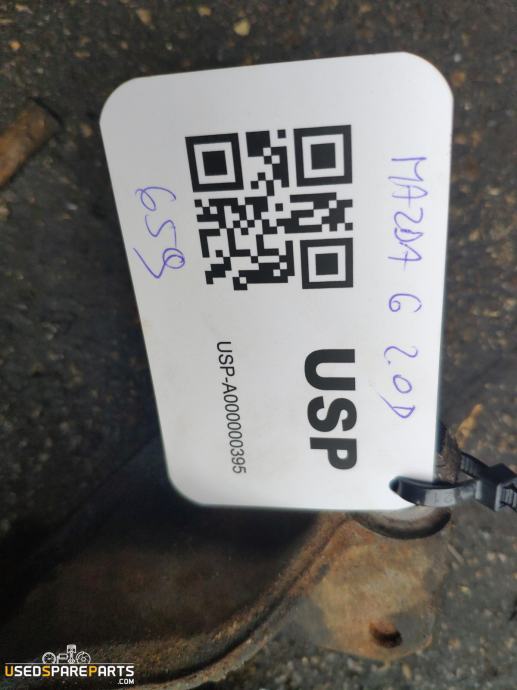 MAZDA 6 2.0D
USP
USP-A000000395
659
USEDSPAREPARTS
.COM